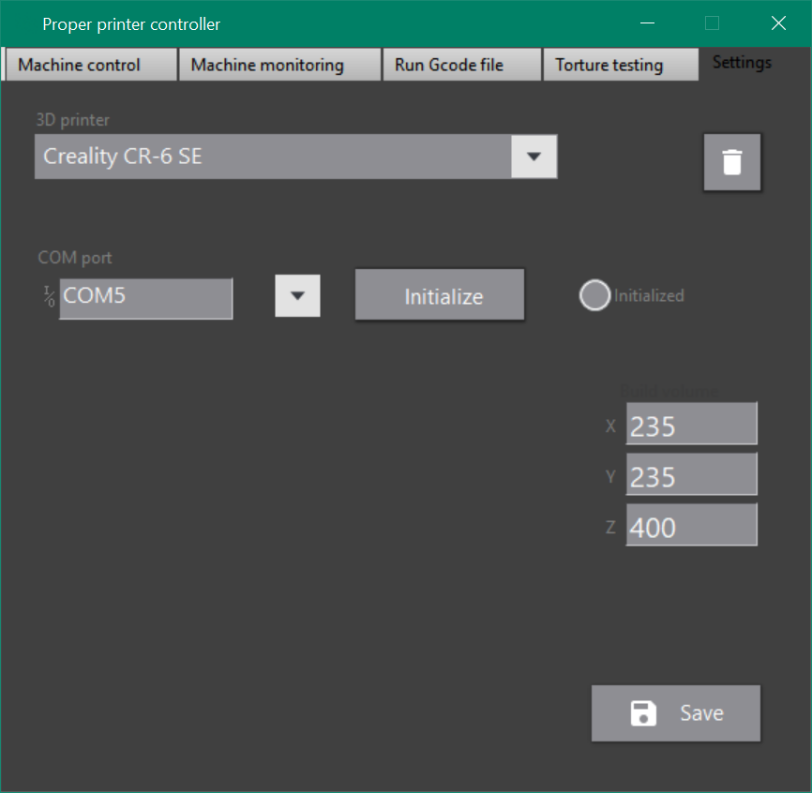 Proper printer controller
Machine control
Machine monitoring
Run Gcode file
Torture testing
Settings
3D printer
Creality CR-6 SE
COM port
I/O COM5
Initialize
Initialized
X 235
Y 235
Z 400
Save